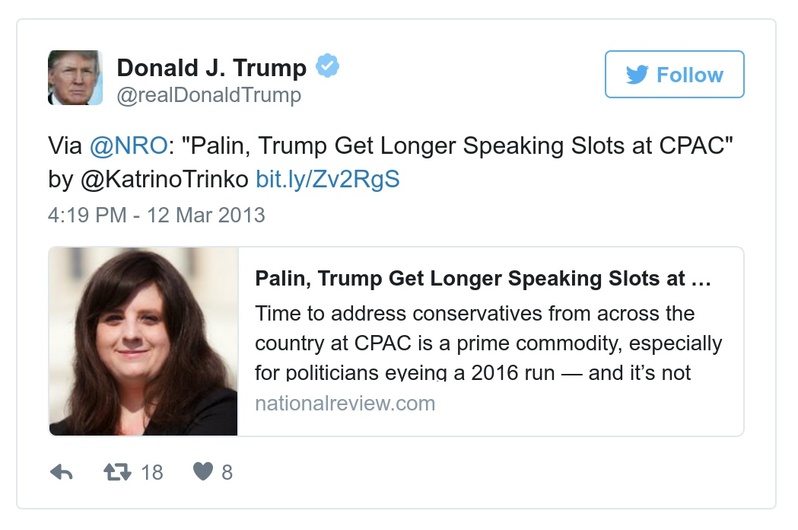 Donald J. Trump
@realDonaldTrump
Follow
Via @NRO: "Palin, Trump Get Longer Speaking Slots at CPAC"
by @KatrinoTrinko bit.ly/Zv2RgS
4:19 PM - 12 Mar 2013
Palin, Trump Get Longer Speaking Slots at …
Time to address conservatives from across the
country at CPAC is a prime commodity, especially
for politicians eyeing a 2016 run — and it’s not
nationalreview.com
18
8